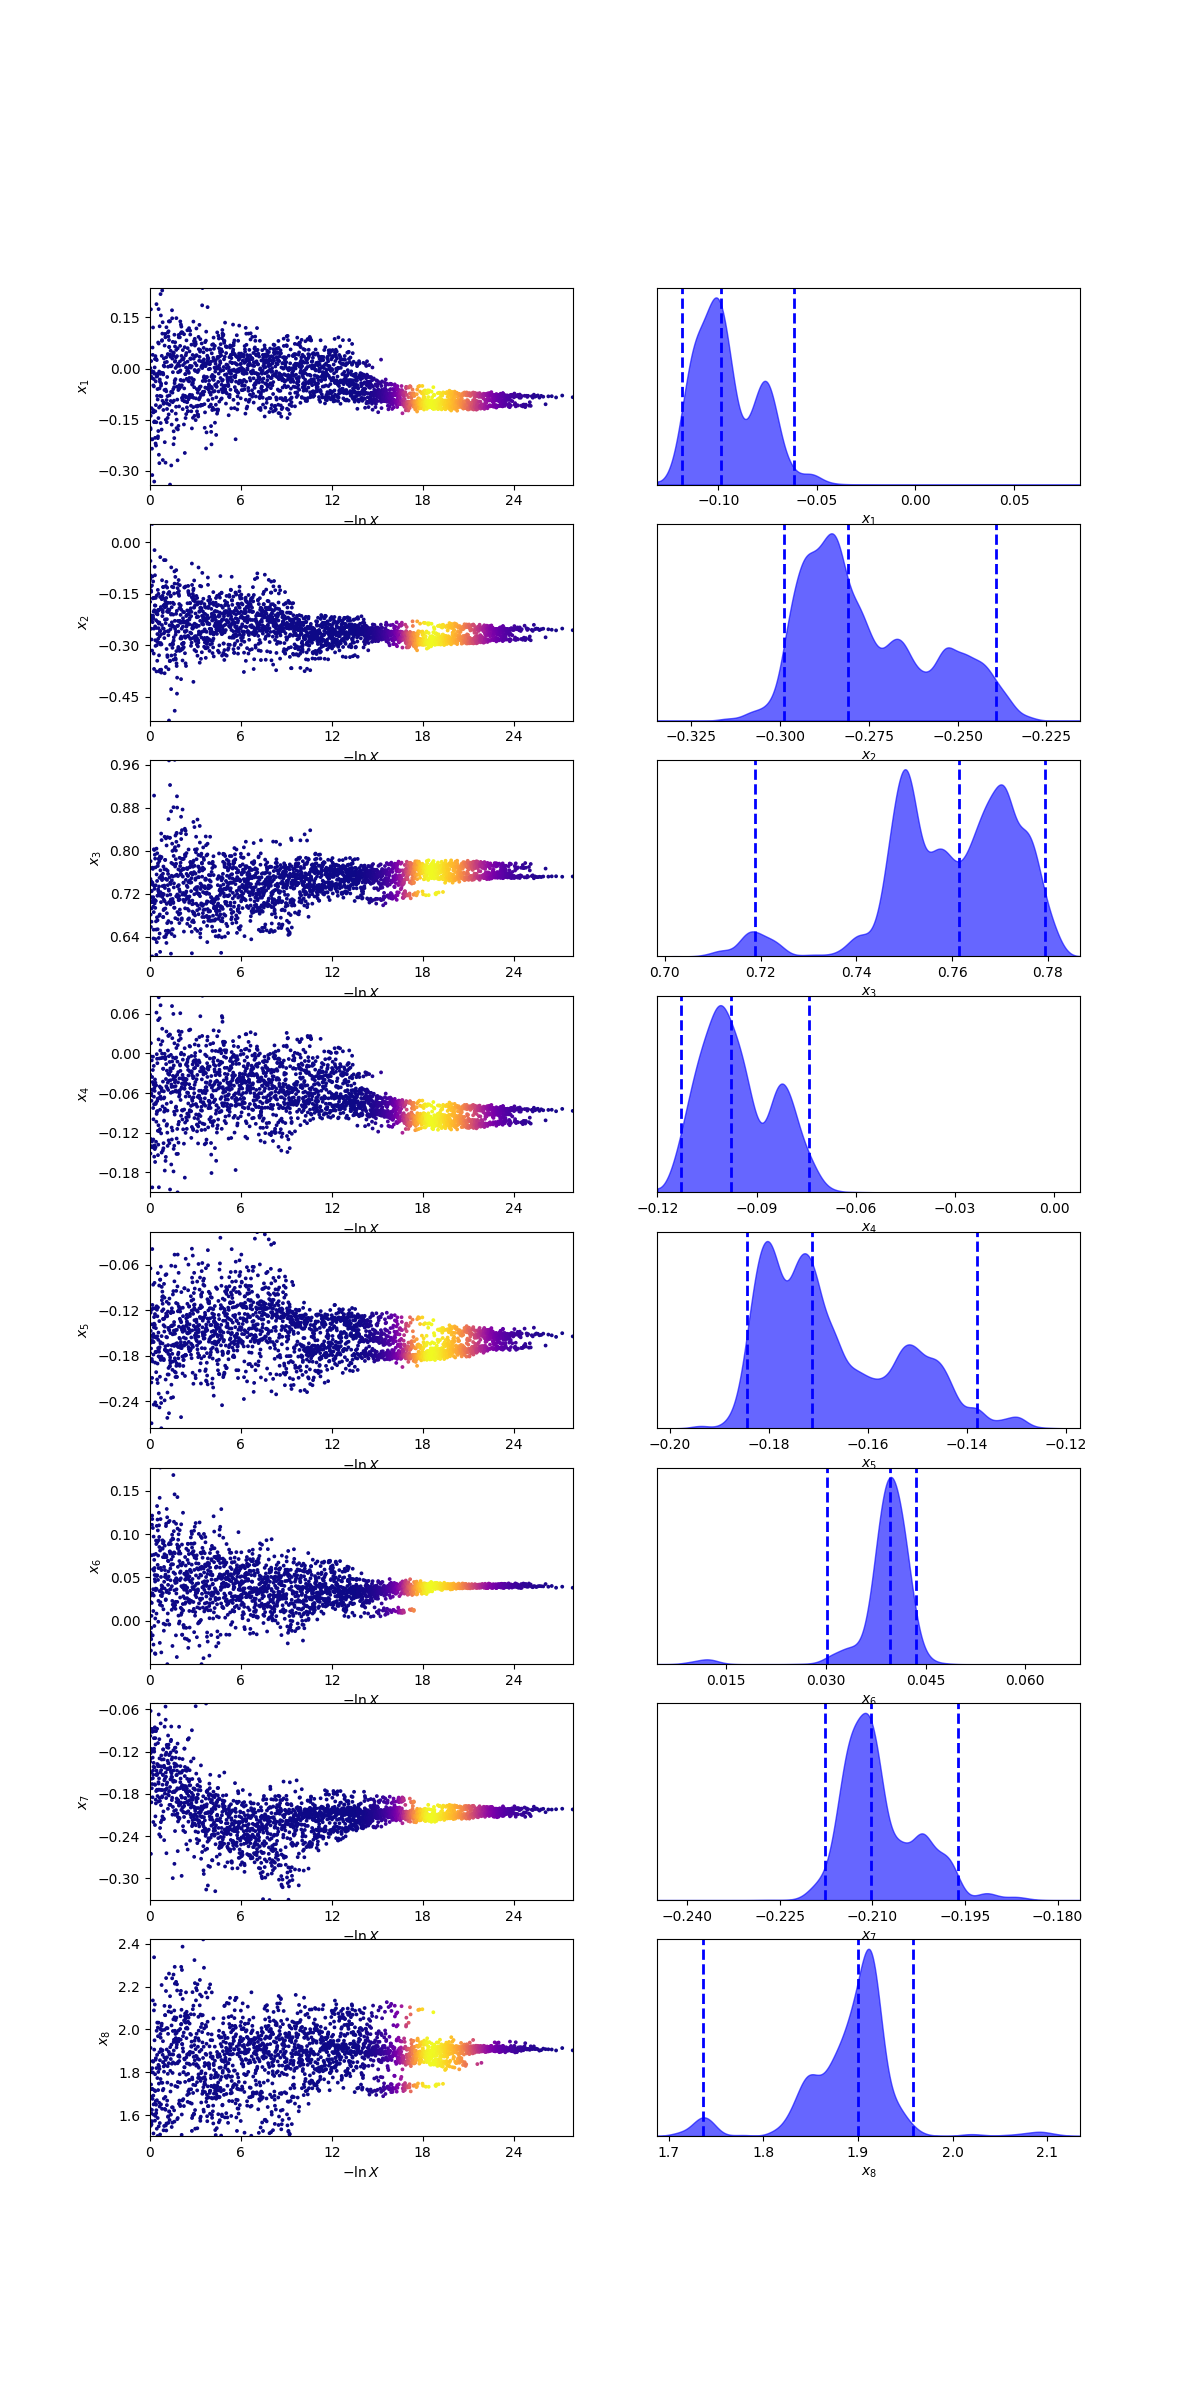 x₁
0.15
0.00
−0.15
−0.30
0 6 12 18 24
−ln X
−0.10 −0.05 0.00 0.05
x₁
x₂
0.00
−0.15
−0.30
−0.45
0 6 12 18 24
−ln X
−0.325 −0.300 −0.275 −0.250 −0.225
x₂
x₃
0.96
0.88
0.80
0.72
0.64
0 6 12 18 24
−ln X
0.70 0.72 0.74 0.76 0.78
x₃
x₄
0.06
0.00
−0.06
−0.12
−0.18
0 6 12 18 24
−ln X
−0.12 −0.09 −0.06 −0.03 0.00
x₄
x₅
−0.06
−0.12
−0.18
−0.24
0 6 12 18 24
−ln X
−0.20 −0.18 −0.16 −0.14 −0.12
x₅
x₆
0.15
0.10
0.05
0.00
0 6 12 18 24
−ln X
0.015 0.030 0.045 0.060
x₆
x₇
−0.06
−0.12
−0.18
−0.24
−0.30
0 6 12 18 24
−ln X
−0.240 −0.225 −0.210 −0.195 −0.180
x₇
x₈
2.4
2.2
2.0
1.8
1.6
0 6 12 18 24
−ln X
1.7 1.8 1.9 2.0 2.1
x₈